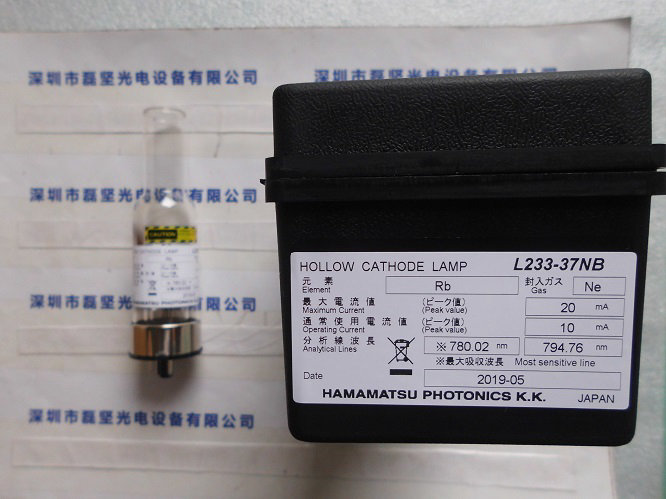 深圳市磊坚光电设备有限公司
深圳市磊坚光电设备有限公司
深圳市磊坚光电设备有限公司
深圳市磊坚光电设备有限公司
深圳市磊坚光电设备有限公司
CAUTION
CATHODE LAMP
Rb
HAMAMATSU PHOTONICS
HOLLOW CATHODE LAMP L233-37NB
元素 Element Rb 封入ガス Gas Ne
最大電流値 (ピーク値) 20 mA
Maximum Current (Peak value)
通常使用電流値 (ピーク値) 10 mA
Operating Current (Peak value)
分析線波長 ※780.02 nm 794.76 nm
Analytical Lines
※最大吸収波長 Most sensitive line
Date 2019-05
HAMAMATSU PHOTONICS K.K. JAPAN